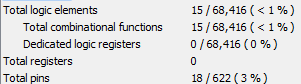 Total logic elements 15 / 68,416 ( < 1 % )
Total combinational functions 15 / 68,416 ( < 1 % )
Dedicated logic registers 0 / 68,416 ( 0 % )
Total registers 0
Total pins 18 / 622 ( 3 % )